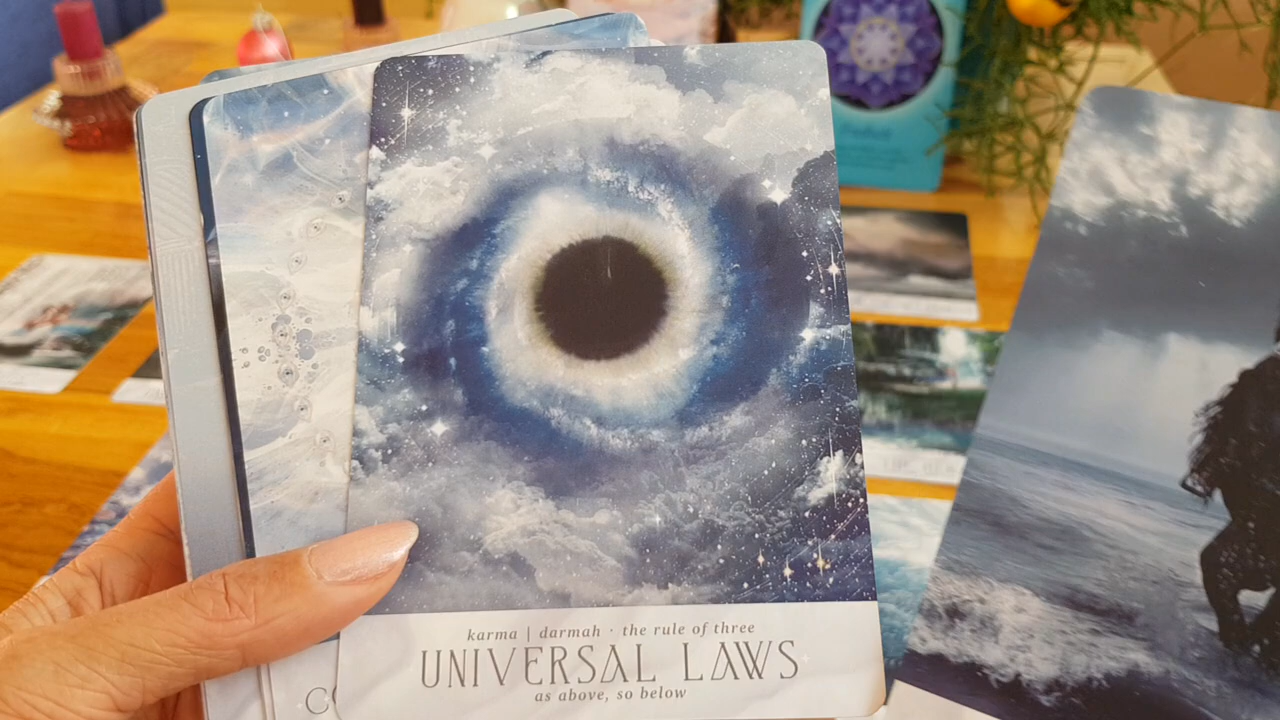 karma | darmah · the rule of three
UNIVERSAL LAWS
as above, so below